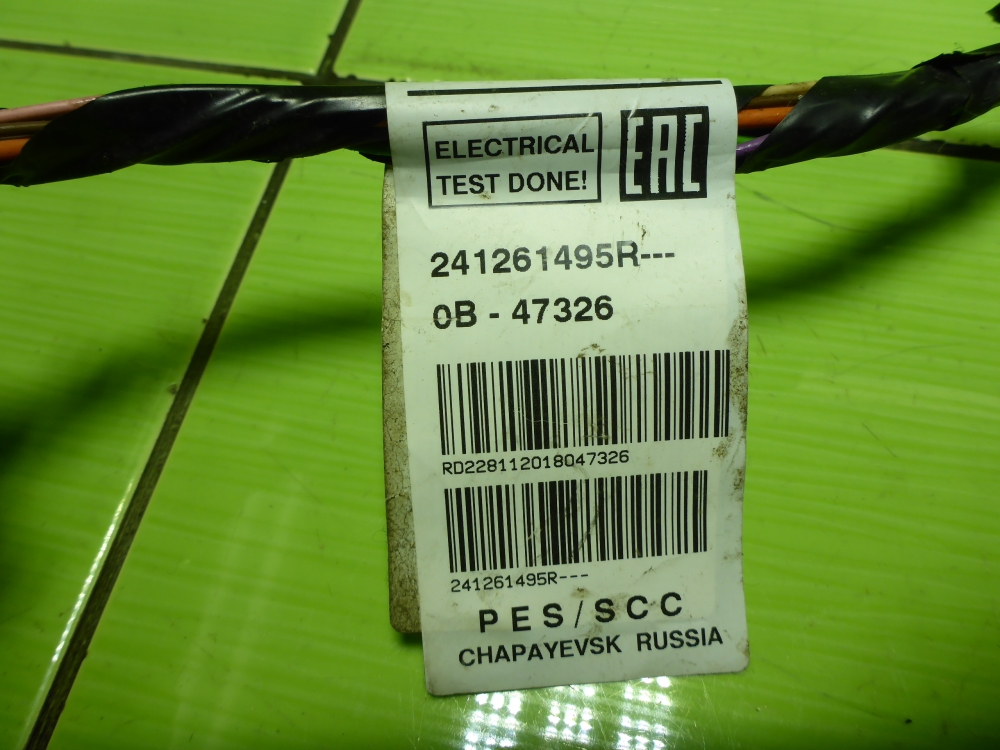 ELECTRICAL
TEST DONE!
EAC
241261495R---
0B - 47326
RD228112018047326
241261495R---
PES/SCC
CHAPAYEVSK RUSSIA